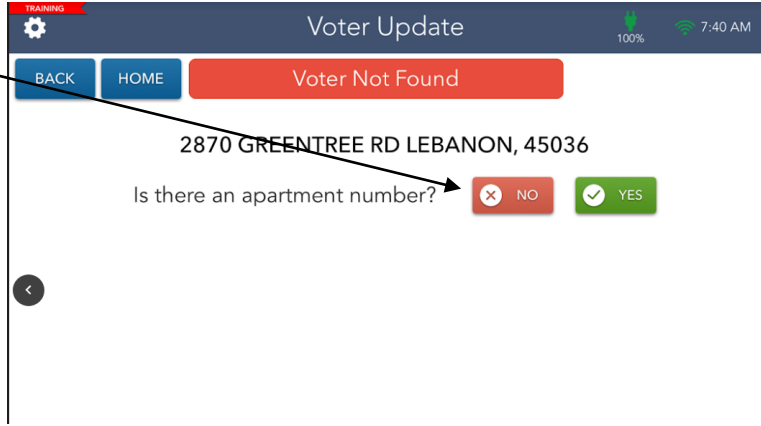 TRAINING
Voter Update
100%
7:40 AM
BACK
HOME
Voter Not Found
2870 GREENTREE RD LEBANON, 45036
Is there an apartment number?
NO
YES